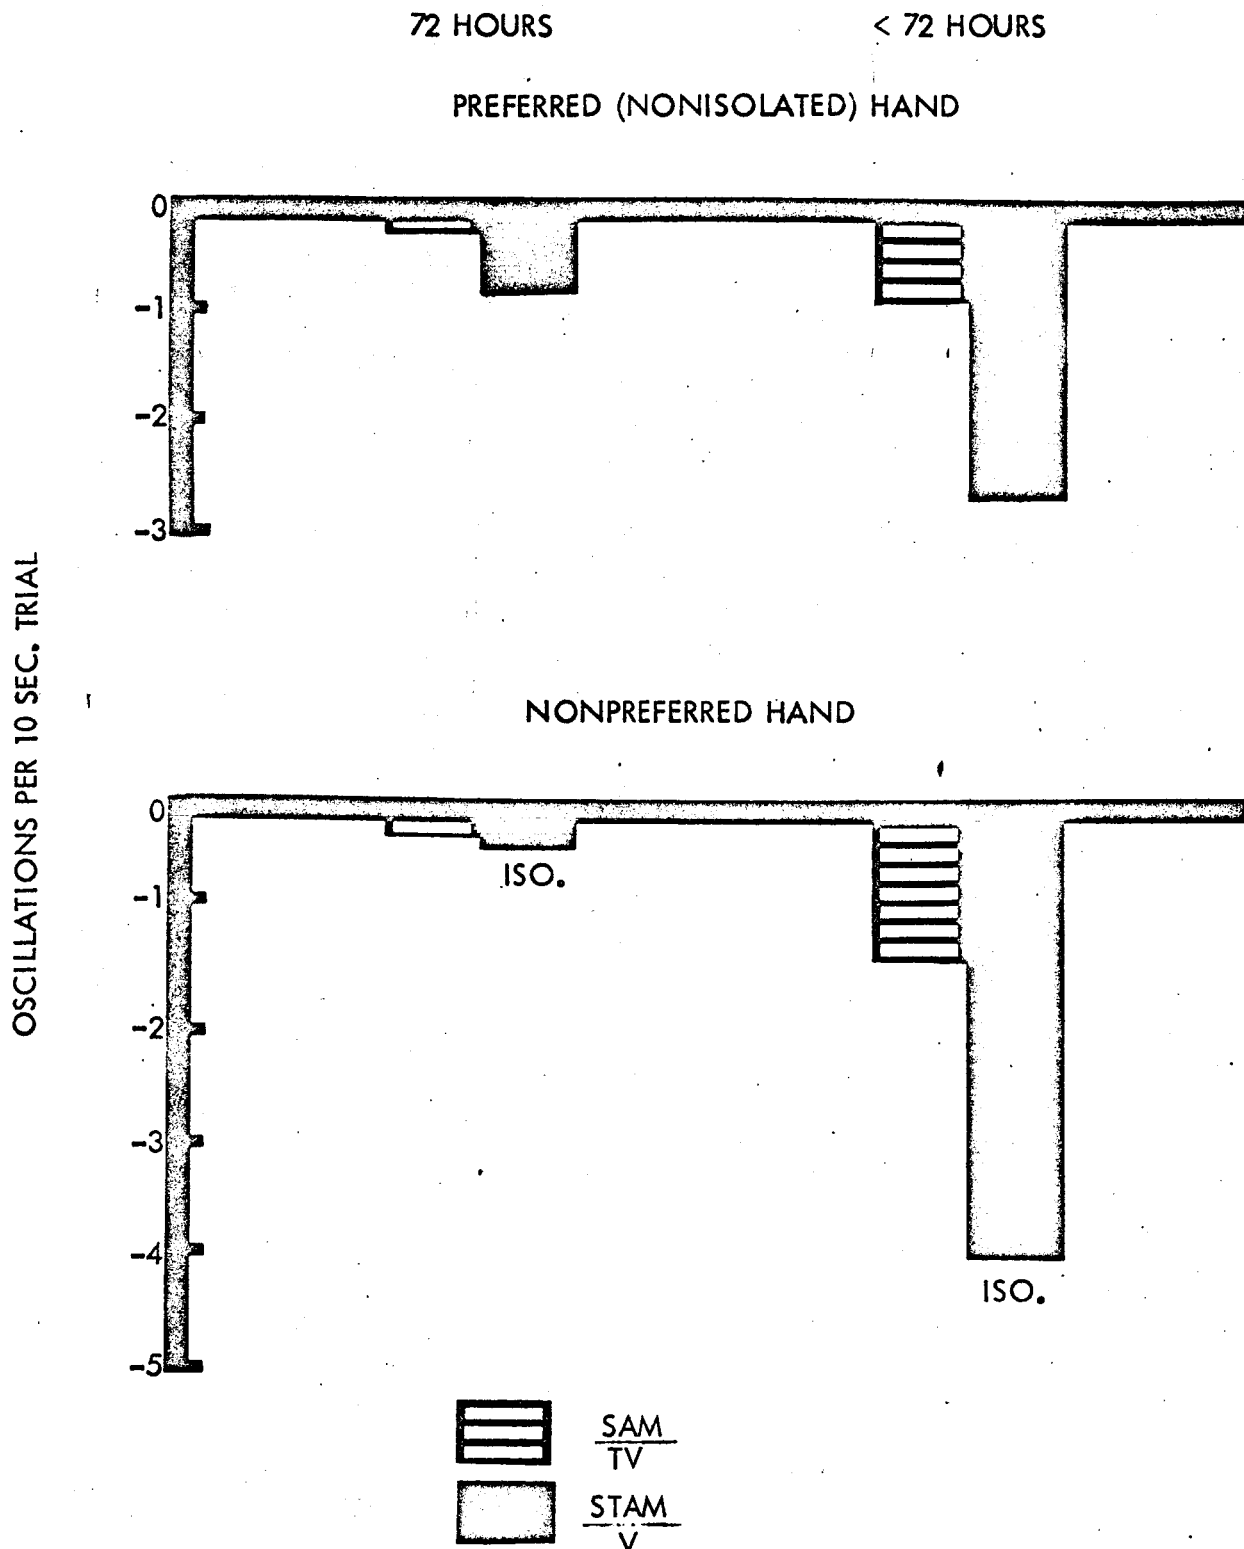 72 HOURS < 72 HOURS
PREFERRED (NONISOLATED) HAND
0
-1
-2
-3
OSCILLATIONS PER 10 SEC. TRIAL
NONPREFERRED HAND
0
ISO.
-1
-2
-3
-4
ISO.
-5
SAM
TV
STAM
V